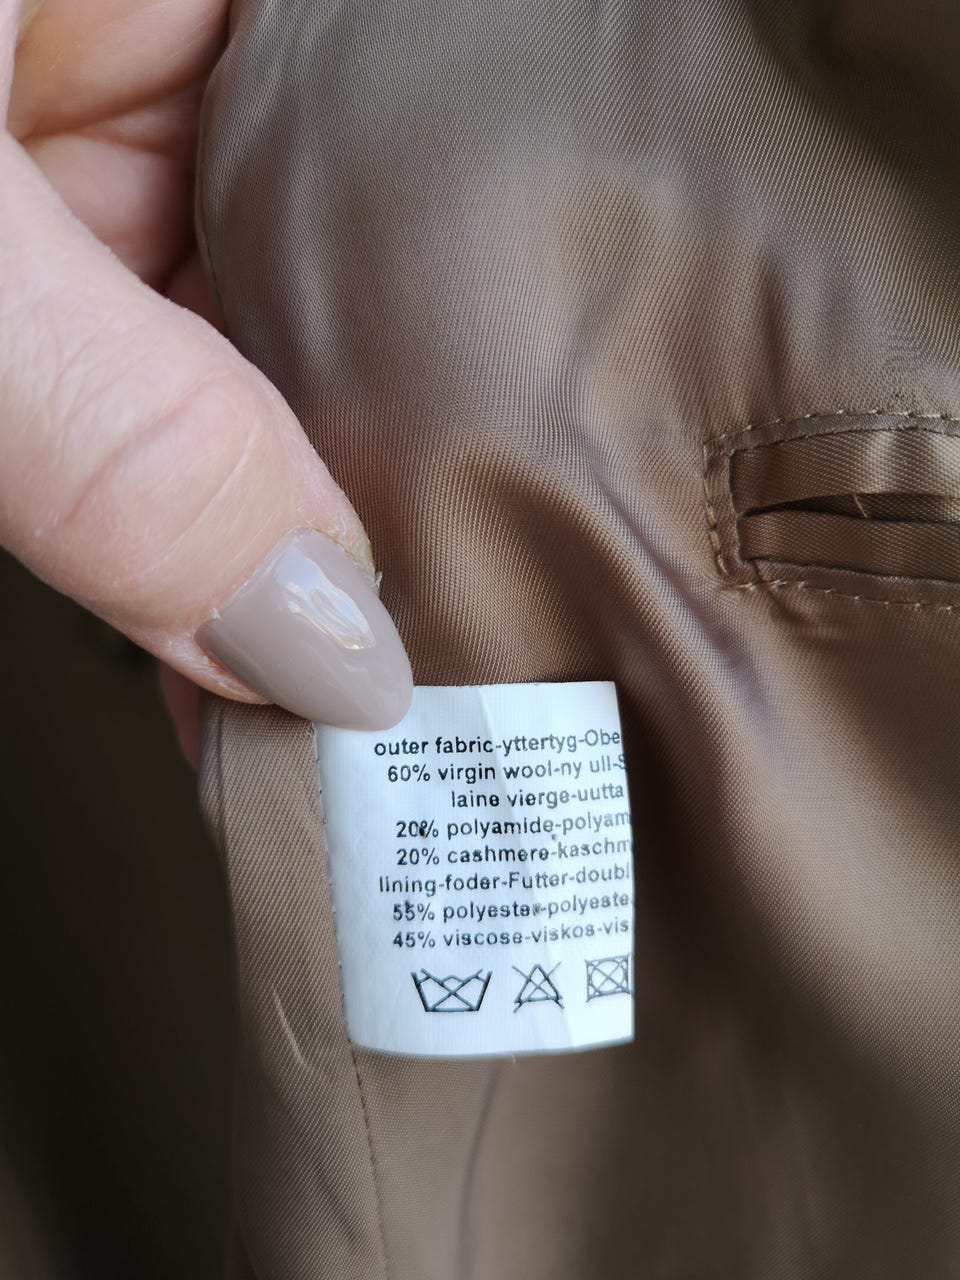 outer fabric-yttertyg-Obe
60% virgin wool-ny ull-S
laine vierge-uutta
20% polyamide-polyam
20% cashmere-kaschm
lining-foder-Futter-doubl
55% polyester-polyeste
45% viscose-viskos-vis